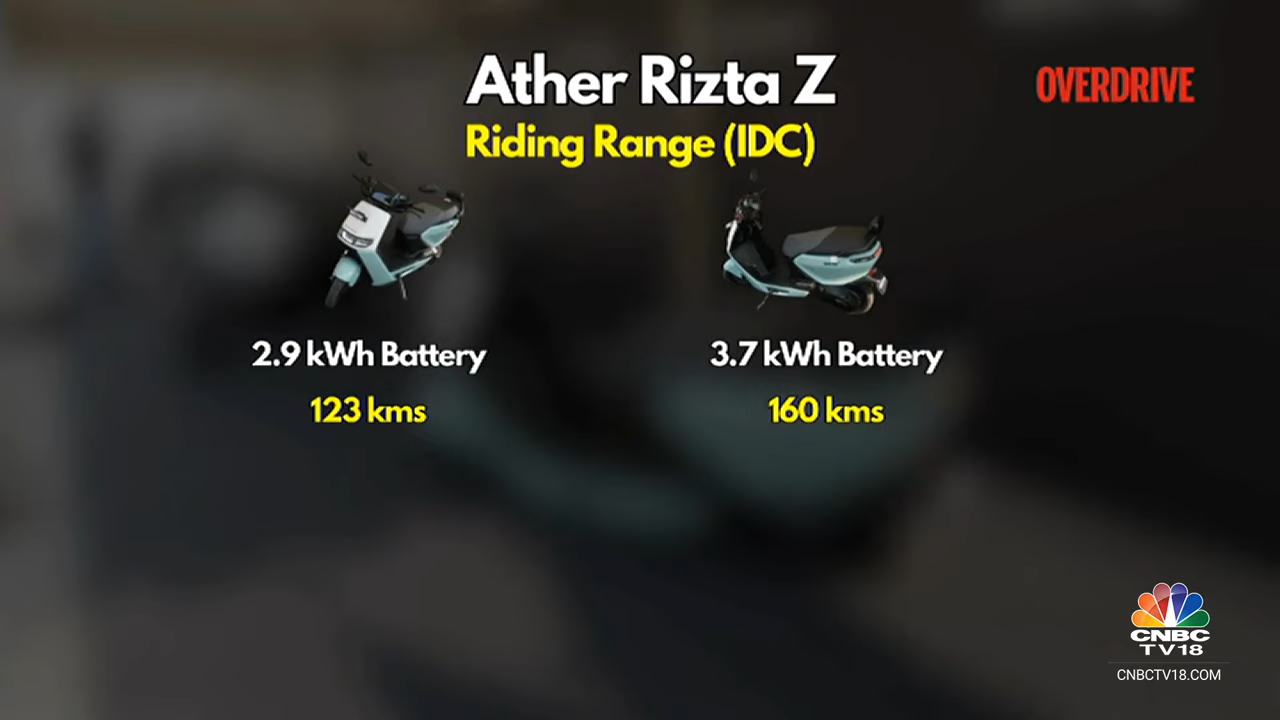 Ather Rizta Z
OVERDRIVE
Riding Range (IDC)
2.9 kWh Battery
3.7 kWh Battery
123 kms
160 kms
CNBC
TV18
CNBCTV18.COM